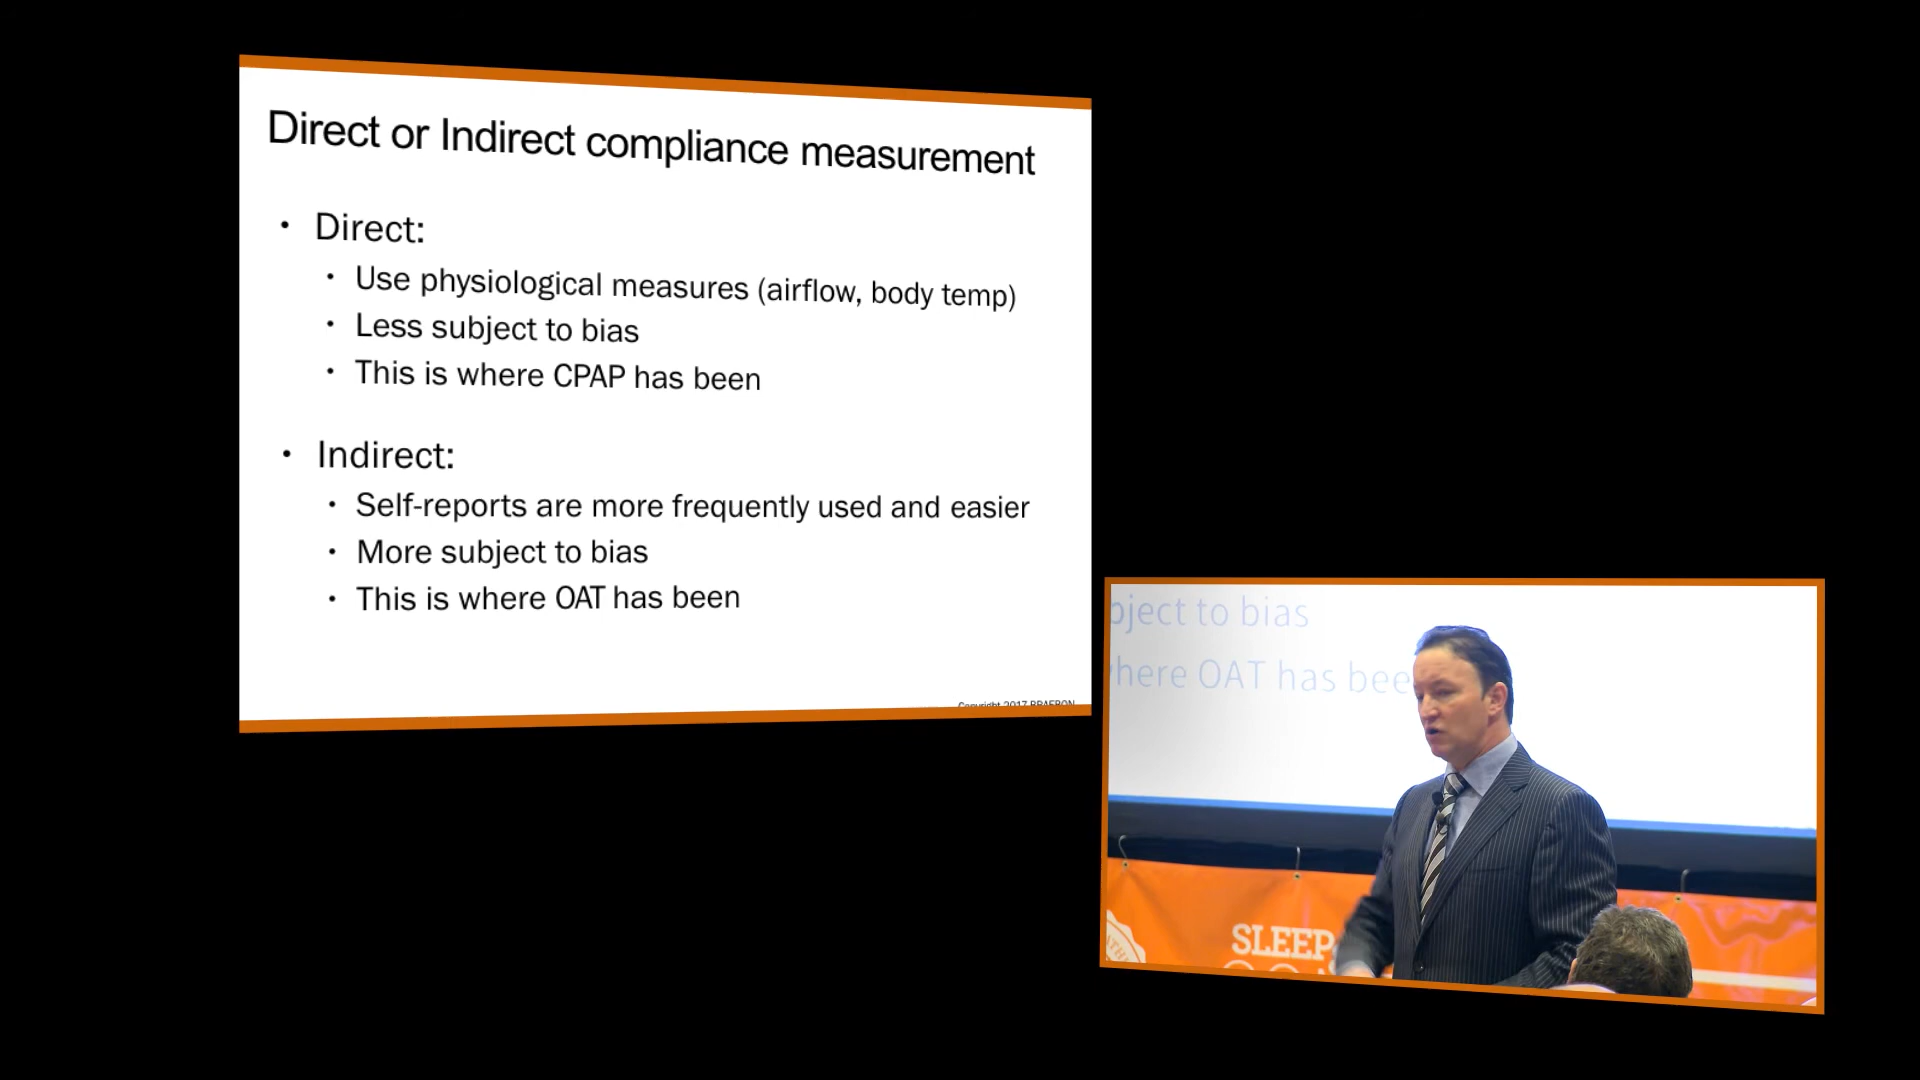 Direct or Indirect compliance measurement
• Direct:
• Use physiological measures (airflow, body temp)
• Less subject to bias
• This is where CPAP has been
• Indirect:
• Self-reports are more frequently used and easier
• More subject to bias
• This is where OAT has been
Copyright 2017 BRAEBON
bject to bias
here OAT has bee
SLEEP